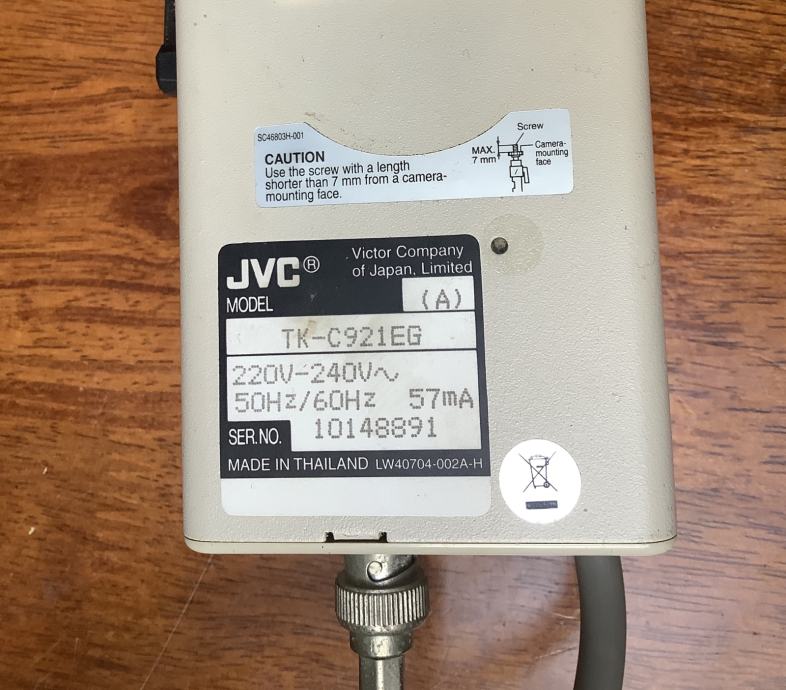 SC46803H-001
CAUTION
Use the screw with a length
shorter than 7 mm from a camera-
mounting face.
Screw
MAX.
7 mm
Camera-
mounting
face
JVC®
Victor Company
of Japan, Limited
MODEL
(A)
TK-C921EG
220V-240V∿
50Hz/60Hz 57mA
SER.NO. 10148891
MADE IN THAILAND LW40704-002A-H